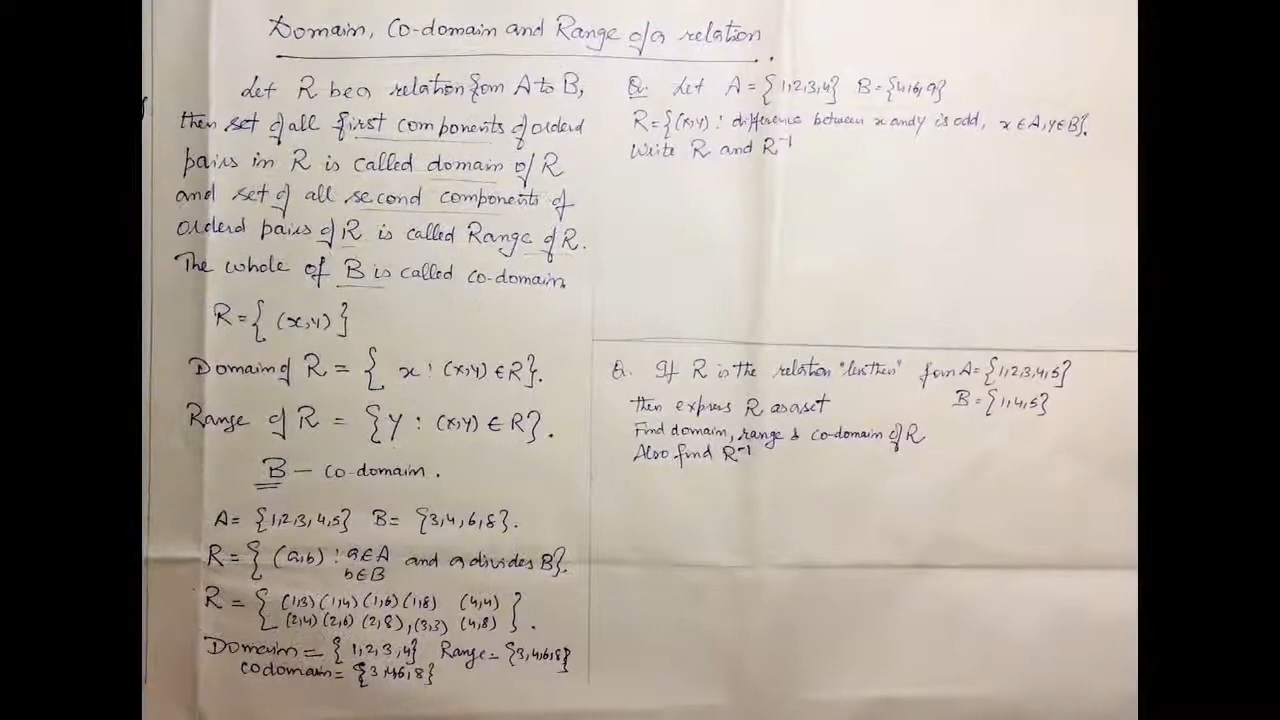 Domain, Co-domain and Range of a relation
Let R be a relation from A to B,
then set of all first components of orderd
pairs in R is called domain of R
and set of all second components of
orderd pairs of R is called Range of R.
The whole of B is called co-domain.
R = { (x,y) }
Domain of R = { x : (x,y) ∈ R }.
Range of R = { y : (x,y) ∈ R }.
B — co-domain.
A = {1,2,3,4,5} B = {3,4,6,8}.
R = { (a,b) : a∈A and a divides B}.
b∈B
R = { (1,3) (1,4) (1,6) (1,8) (4,4)
(2,4) (2,6) (2,8), (3,3) (4,8) }.
Domain = {1,2,3,4} Range = {3,4,6,8}
codomain = {3,4,6,8}
Q. Let A = {1,2,3,4} B = {4,6,9}
R = {(x,y) : difference between x and y is odd, x∈A, y∈B}.
Write R and R⁻¹
Q. If R is the relation "less then" from A = {1,2,3,4,5}
B = {1,4,5}
then express R as a set
Find domain, range & co-domain of R
Also find R⁻¹